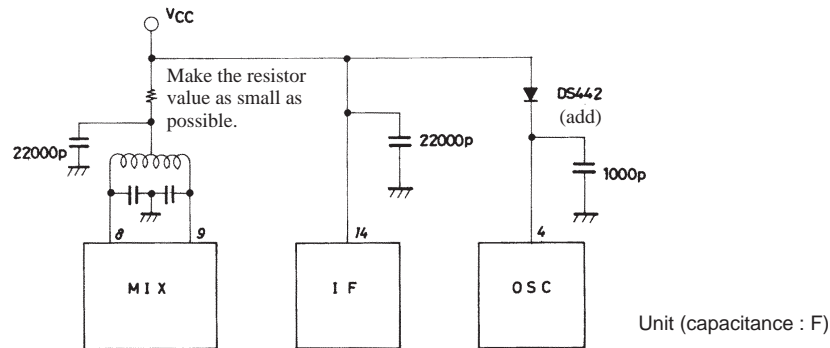 VCC
Make the resistor
value as small as
possible.
DS442
(add)
22000p
22000p
1000p
8
9
14
4
MIX
IF
OSC
Unit (capacitance : F)